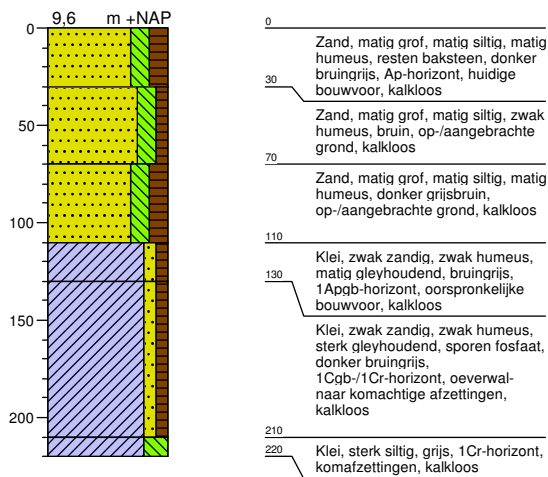 9,6 m +NAP
0
50
100
150
200
0
Zand, matig grof, matig siltig, matig
humeus, resten baksteen, donker
bruingrijs, Ap-horizont, huidige
bouwvoor, kalkloos
30
Zand, matig grof, matig siltig, zwak
humeus, bruin, op-/aangebrachte
grond, kalkloos
70
Zand, matig grof, matig siltig, matig
humeus, donker grijsbruin,
op-/aangebrachte grond, kalkloos
110
Klei, zwak zandig, zwak humeus,
matig gleyhoudend, bruingrijs,
1Apgb-horizont, oorspronkelijke
bouwvoor, kalkloos
130
Klei, zwak zandig, zwak humeus,
sterk gleyhoudend, sporen fosfaat,
donker bruingrijs,
1Cgb-/1Cr-horizont, oeverwal-
naar komachtige afzettingen,
kalkloos
210
Klei, sterk siltig, grijs, 1Cr-horizont,
komafzettingen, kalkloos
220